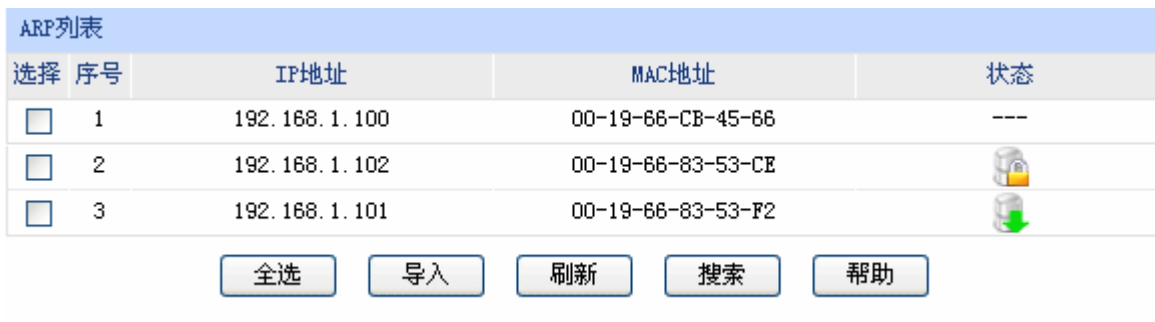 ARP列表
选择 序号 IP地址 MAC地址 状态
1 192.168.1.100 00-19-66-CB-45-66 ---
2 192.168.1.102 00-19-66-83-53-CE
3 192.168.1.101 00-19-66-83-53-F2
全选 导入 刷新 搜索 帮助